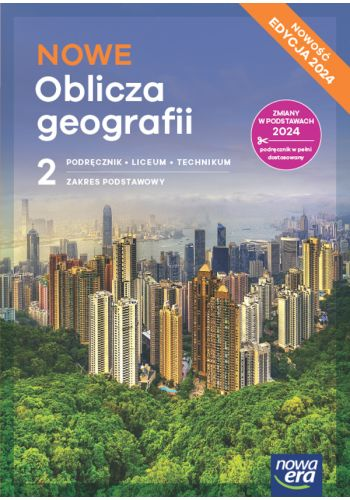 NOWOŚĆ
EDYCJA 2024
NOWE
Oblicza
geografii
ZMIANY
W PODSTAWACH
2024
podręcznik w pełni
dostosowany
2 PODRĘCZNIK • LICEUM • TECHNIKUM
ZAKRES PODSTAWOWY
nowa
era